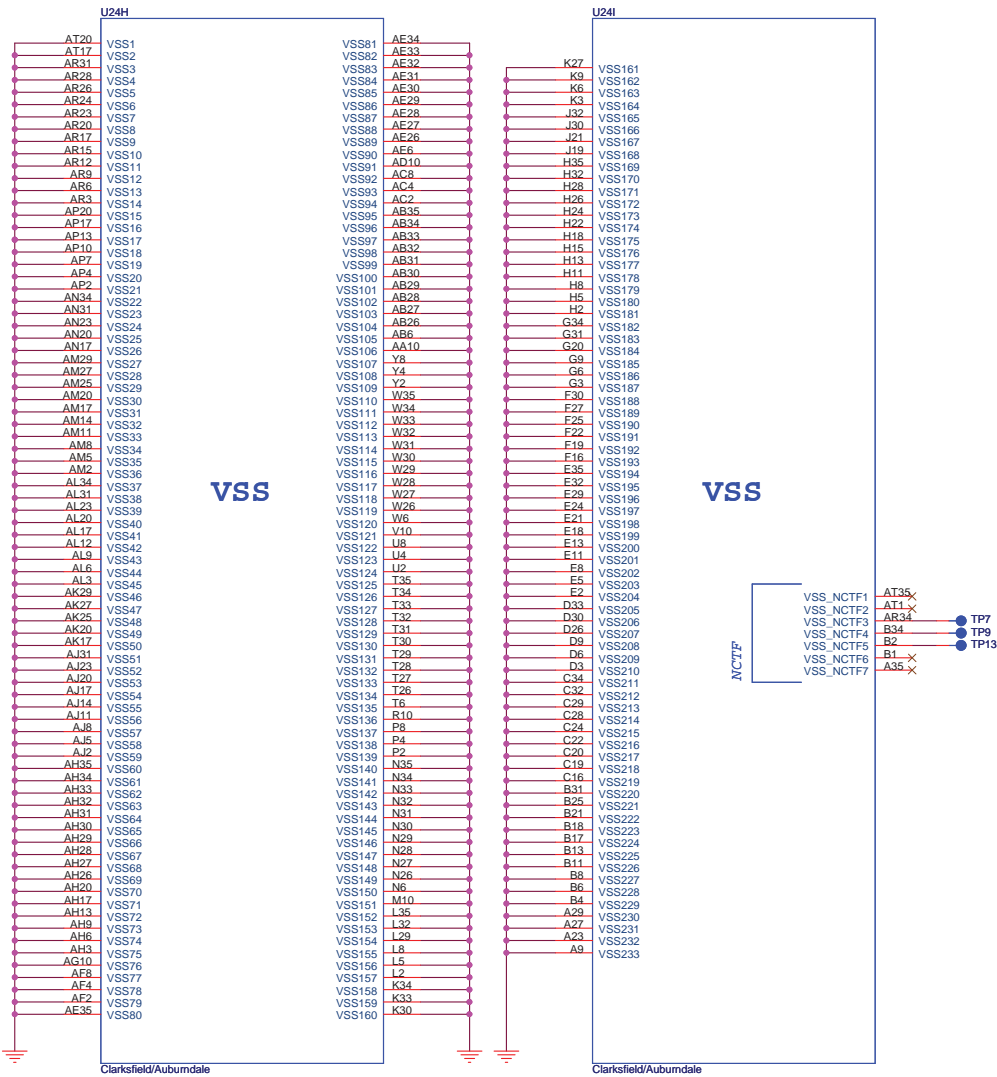 U24H
AT20 VSS1
AT17 VSS2
AR31 VSS3
AR28 VSS4
AR26 VSS5
AR24 VSS6
AR23 VSS7
AR20 VSS8
AR17 VSS9
AR15 VSS10
AR12 VSS11
AR9 VSS12
AR6 VSS13
AR3 VSS14
AP20 VSS15
AP17 VSS16
AP13 VSS17
AP10 VSS18
AP7 VSS19
AP4 VSS20
AP2 VSS21
AN34 VSS22
AN31 VSS23
AN23 VSS24
AN20 VSS25
AN17 VSS26
AM29 VSS27
AM27 VSS28
AM25 VSS29
AM20 VSS30
AM17 VSS31
AM14 VSS32
AM11 VSS33
AM8 VSS34
AM5 VSS35
AM2 VSS36
AL34 VSS37
AL31 VSS38
AL23 VSS39
AL20 VSS40
AL17 VSS41
AL12 VSS42
AL9 VSS43
AL6 VSS44
AL3 VSS45
AK29 VSS46
AK27 VSS47
AK25 VSS48
AK20 VSS49
AK17 VSS50
AJ31 VSS51
AJ23 VSS52
AJ20 VSS53
AJ17 VSS54
AJ14 VSS55
AJ11 VSS56
AJ8 VSS57
AJ5 VSS58
AJ2 VSS59
AH35 VSS60
AH34 VSS61
AH33 VSS62
AH32 VSS63
AH31 VSS64
AH30 VSS65
AH29 VSS66
AH28 VSS67
AH27 VSS68
AH26 VSS69
AH20 VSS70
AH17 VSS71
AH13 VSS72
AH9 VSS73
AH6 VSS74
AH3 VSS75
AG10 VSS76
AF8 VSS77
AF4 VSS78
AF2 VSS79
AE35 VSS80
VSS
VSS81 AE34
VSS82 AE33
VSS83 AE32
VSS84 AE31
VSS85 AE30
VSS86 AE29
VSS87 AE28
VSS88 AE27
VSS89 AE26
VSS90 AE6
VSS91 AD10
VSS92 AC8
VSS93 AC4
VSS94 AC2
VSS95 AB35
VSS96 AB34
VSS97 AB33
VSS98 AB32
VSS99 AB31
VSS100 AB30
VSS101 AB29
VSS102 AB28
VSS103 AB27
VSS104 AB26
VSS105 AB6
VSS106 AA10
VSS107 Y8
VSS108 Y4
VSS109 Y2
VSS110 W35
VSS111 W34
VSS112 W33
VSS113 W32
VSS114 W31
VSS115 W30
VSS116 W29
VSS117 W28
VSS118 W27
VSS119 W26
VSS120 W6
VSS121 V10
VSS122 U8
VSS123 U4
VSS124 U2
VSS125 T35
VSS126 T34
VSS127 T33
VSS128 T32
VSS129 T31
VSS130 T30
VSS131 T29
VSS132 T28
VSS133 T27
VSS134 T26
VSS135 T6
VSS136 R10
VSS137 P8
VSS138 P4
VSS139 P2
VSS140 N35
VSS141 N34
VSS142 N33
VSS143 N32
VSS144 N31
VSS145 N30
VSS146 N29
VSS147 N28
VSS148 N27
VSS149 N26
VSS150 N6
VSS151 M10
VSS152 L35
VSS153 L32
VSS154 L29
VSS155 L8
VSS156 L5
VSS157 L2
VSS158 K34
VSS159 K33
VSS160 K30
Clarksfield/Auburndale
U24I
K27 VSS161
K9 VSS162
K6 VSS163
K3 VSS164
J32 VSS165
J30 VSS166
J21 VSS167
J19 VSS168
H35 VSS169
H32 VSS170
H28 VSS171
H26 VSS172
H24 VSS173
H22 VSS174
H18 VSS175
H15 VSS176
H13 VSS177
H11 VSS178
H8 VSS179
H5 VSS180
H2 VSS181
G34 VSS182
G31 VSS183
G20 VSS184
G9 VSS185
G6 VSS186
G3 VSS187
F30 VSS188
F27 VSS189
F25 VSS190
F22 VSS191
F19 VSS192
F16 VSS193
E35 VSS194
E32 VSS195
E29 VSS196
E24 VSS197
E21 VSS198
E18 VSS199
E13 VSS200
E11 VSS201
E8 VSS202
E5 VSS203
E2 VSS204
D33 VSS205
D30 VSS206
D26 VSS207
D9 VSS208
D6 VSS209
D3 VSS210
C34 VSS211
C32 VSS212
C29 VSS213
C28 VSS214
C24 VSS215
C22 VSS216
C20 VSS217
C19 VSS218
C16 VSS219
B31 VSS220
B25 VSS221
B21 VSS222
B18 VSS223
B17 VSS224
B13 VSS225
B11 VSS226
B8 VSS227
B6 VSS228
B4 VSS229
A29 VSS230
A27 VSS231
A23 VSS232
A9 VSS233
VSS
NCTF
VSS_NCTF1 AT35
VSS_NCTF2 AT1
VSS_NCTF3 AR34 TP7
VSS_NCTF4 B34 TP9
VSS_NCTF5 B2 TP13
VSS_NCTF6 B1
VSS_NCTF7 A35
Clarksfield/Auburndale